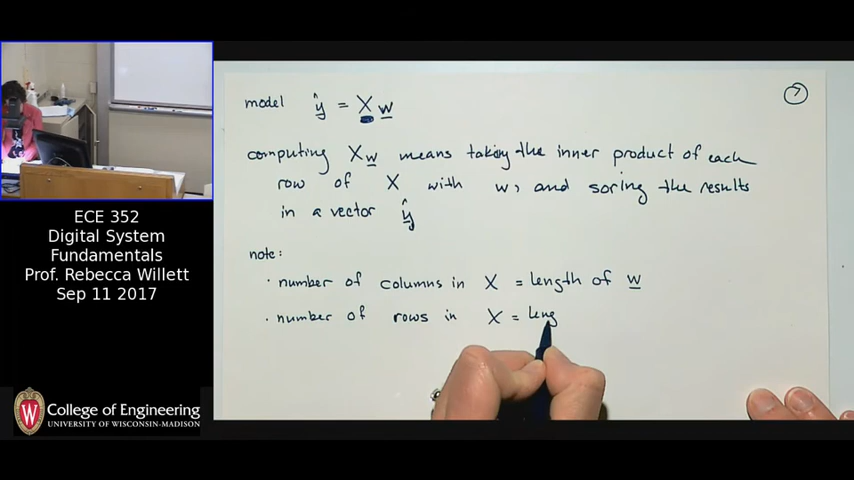 model ŷ = X w
7
computing X w means taking the inner product of each
row of X with w, and soring the results
in a vector ŷ
note:
· number of columns in X = length of w
· number of rows in X = leng
ECE 352
Digital System
Fundamentals
Prof. Rebecca Willett
Sep 11 2017
W
College of Engineering
UNIVERSITY OF WISCONSIN-MADISON